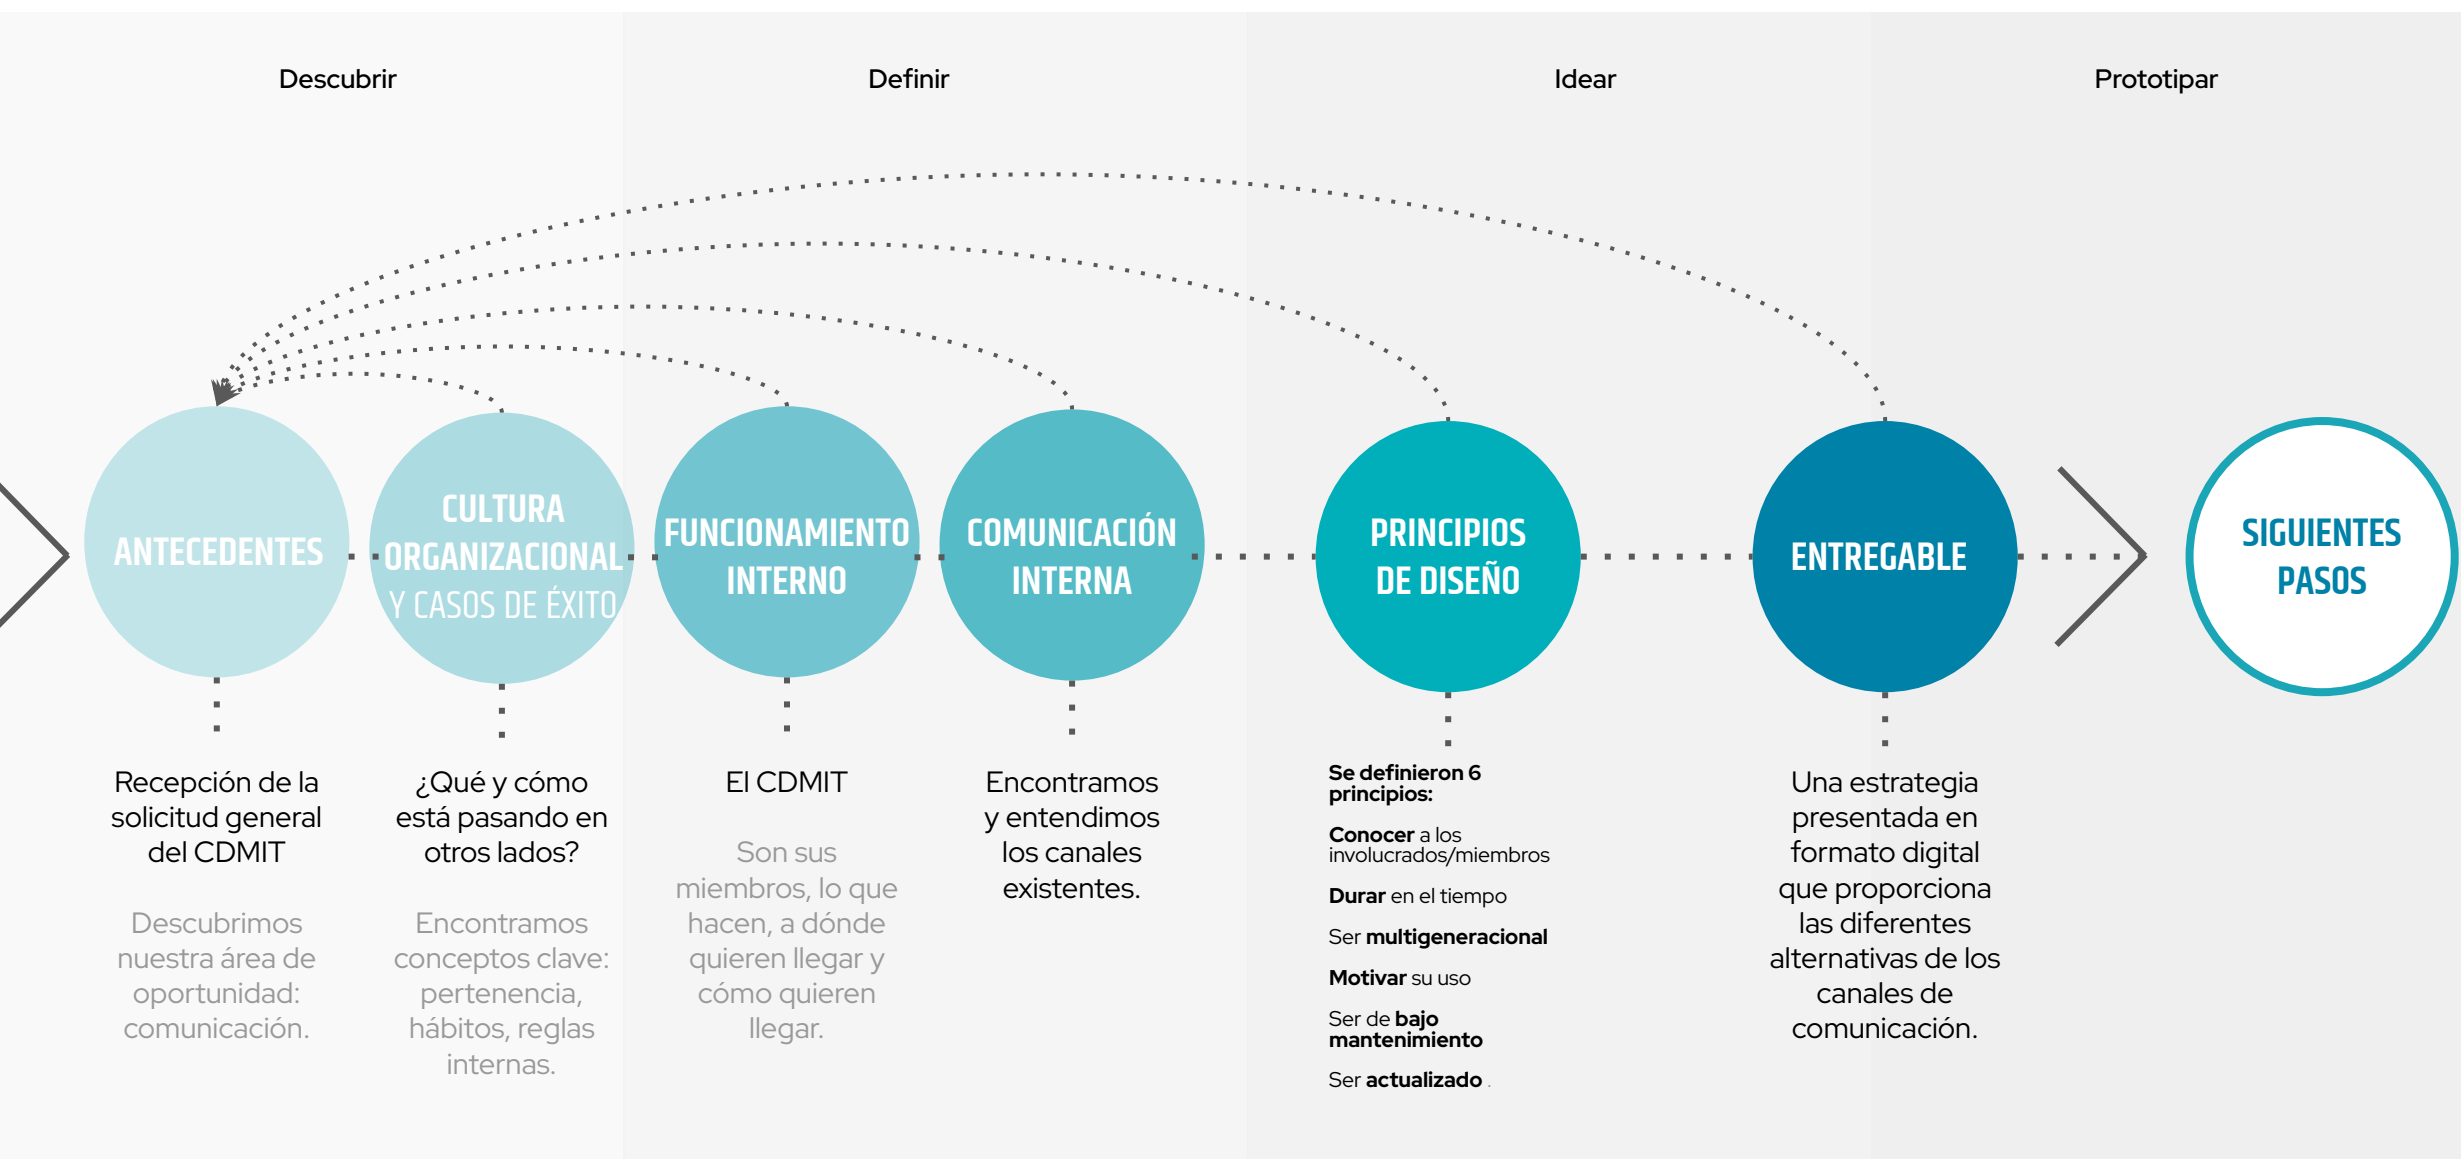 Descubrir
Definir
Idear
Prototipar
ANTECEDENTES
CULTURA
ORGANIZACIONAL
Y CASOS DE ÉXITO
FUNCIONAMIENTO
INTERNO
COMUNICACIÓN
INTERNA
PRINCIPIOS
DE DISEÑO
ENTREGABLE
SIGUIENTES
PASOS
Recepción de la
solicitud general
del CDMIT
Descubrimos
nuestra área de
oportunidad:
comunicación.
¿Qué y cómo
está pasando en
otros lados?
Encontramos
conceptos clave:
pertenencia,
hábitos, reglas
internas.
El CDMIT
Son sus
miembros, lo que
hacen, a dónde
quieren llegar y
cómo quieren
llegar.
Encontramos
y entendimos
los canales
existentes.
Se definieron 6
principios:
Conocer a los
involucrados/miembros
Durar en el tiempo
Ser multigeneracional
Motivar su uso
Ser de bajo
mantenimiento
Ser actualizado .
Una estrategia
presentada en
formato digital
que proporciona
las diferentes
alternativas de los
canales de
comunicación.